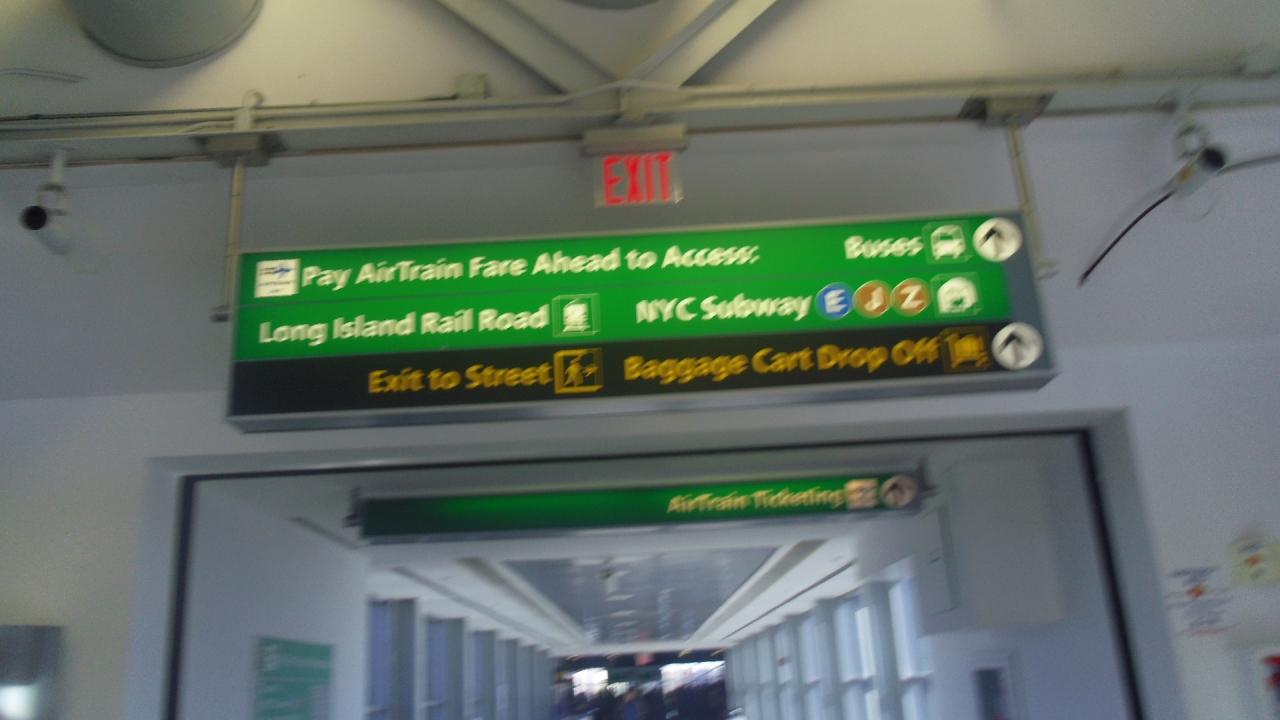 EXIT
Pay AirTrain Fare Ahead to Access: Buses
Long Island Rail Road NYC Subway E J Z
Exit to Street Baggage Cart Drop Off
AirTrain Ticketing